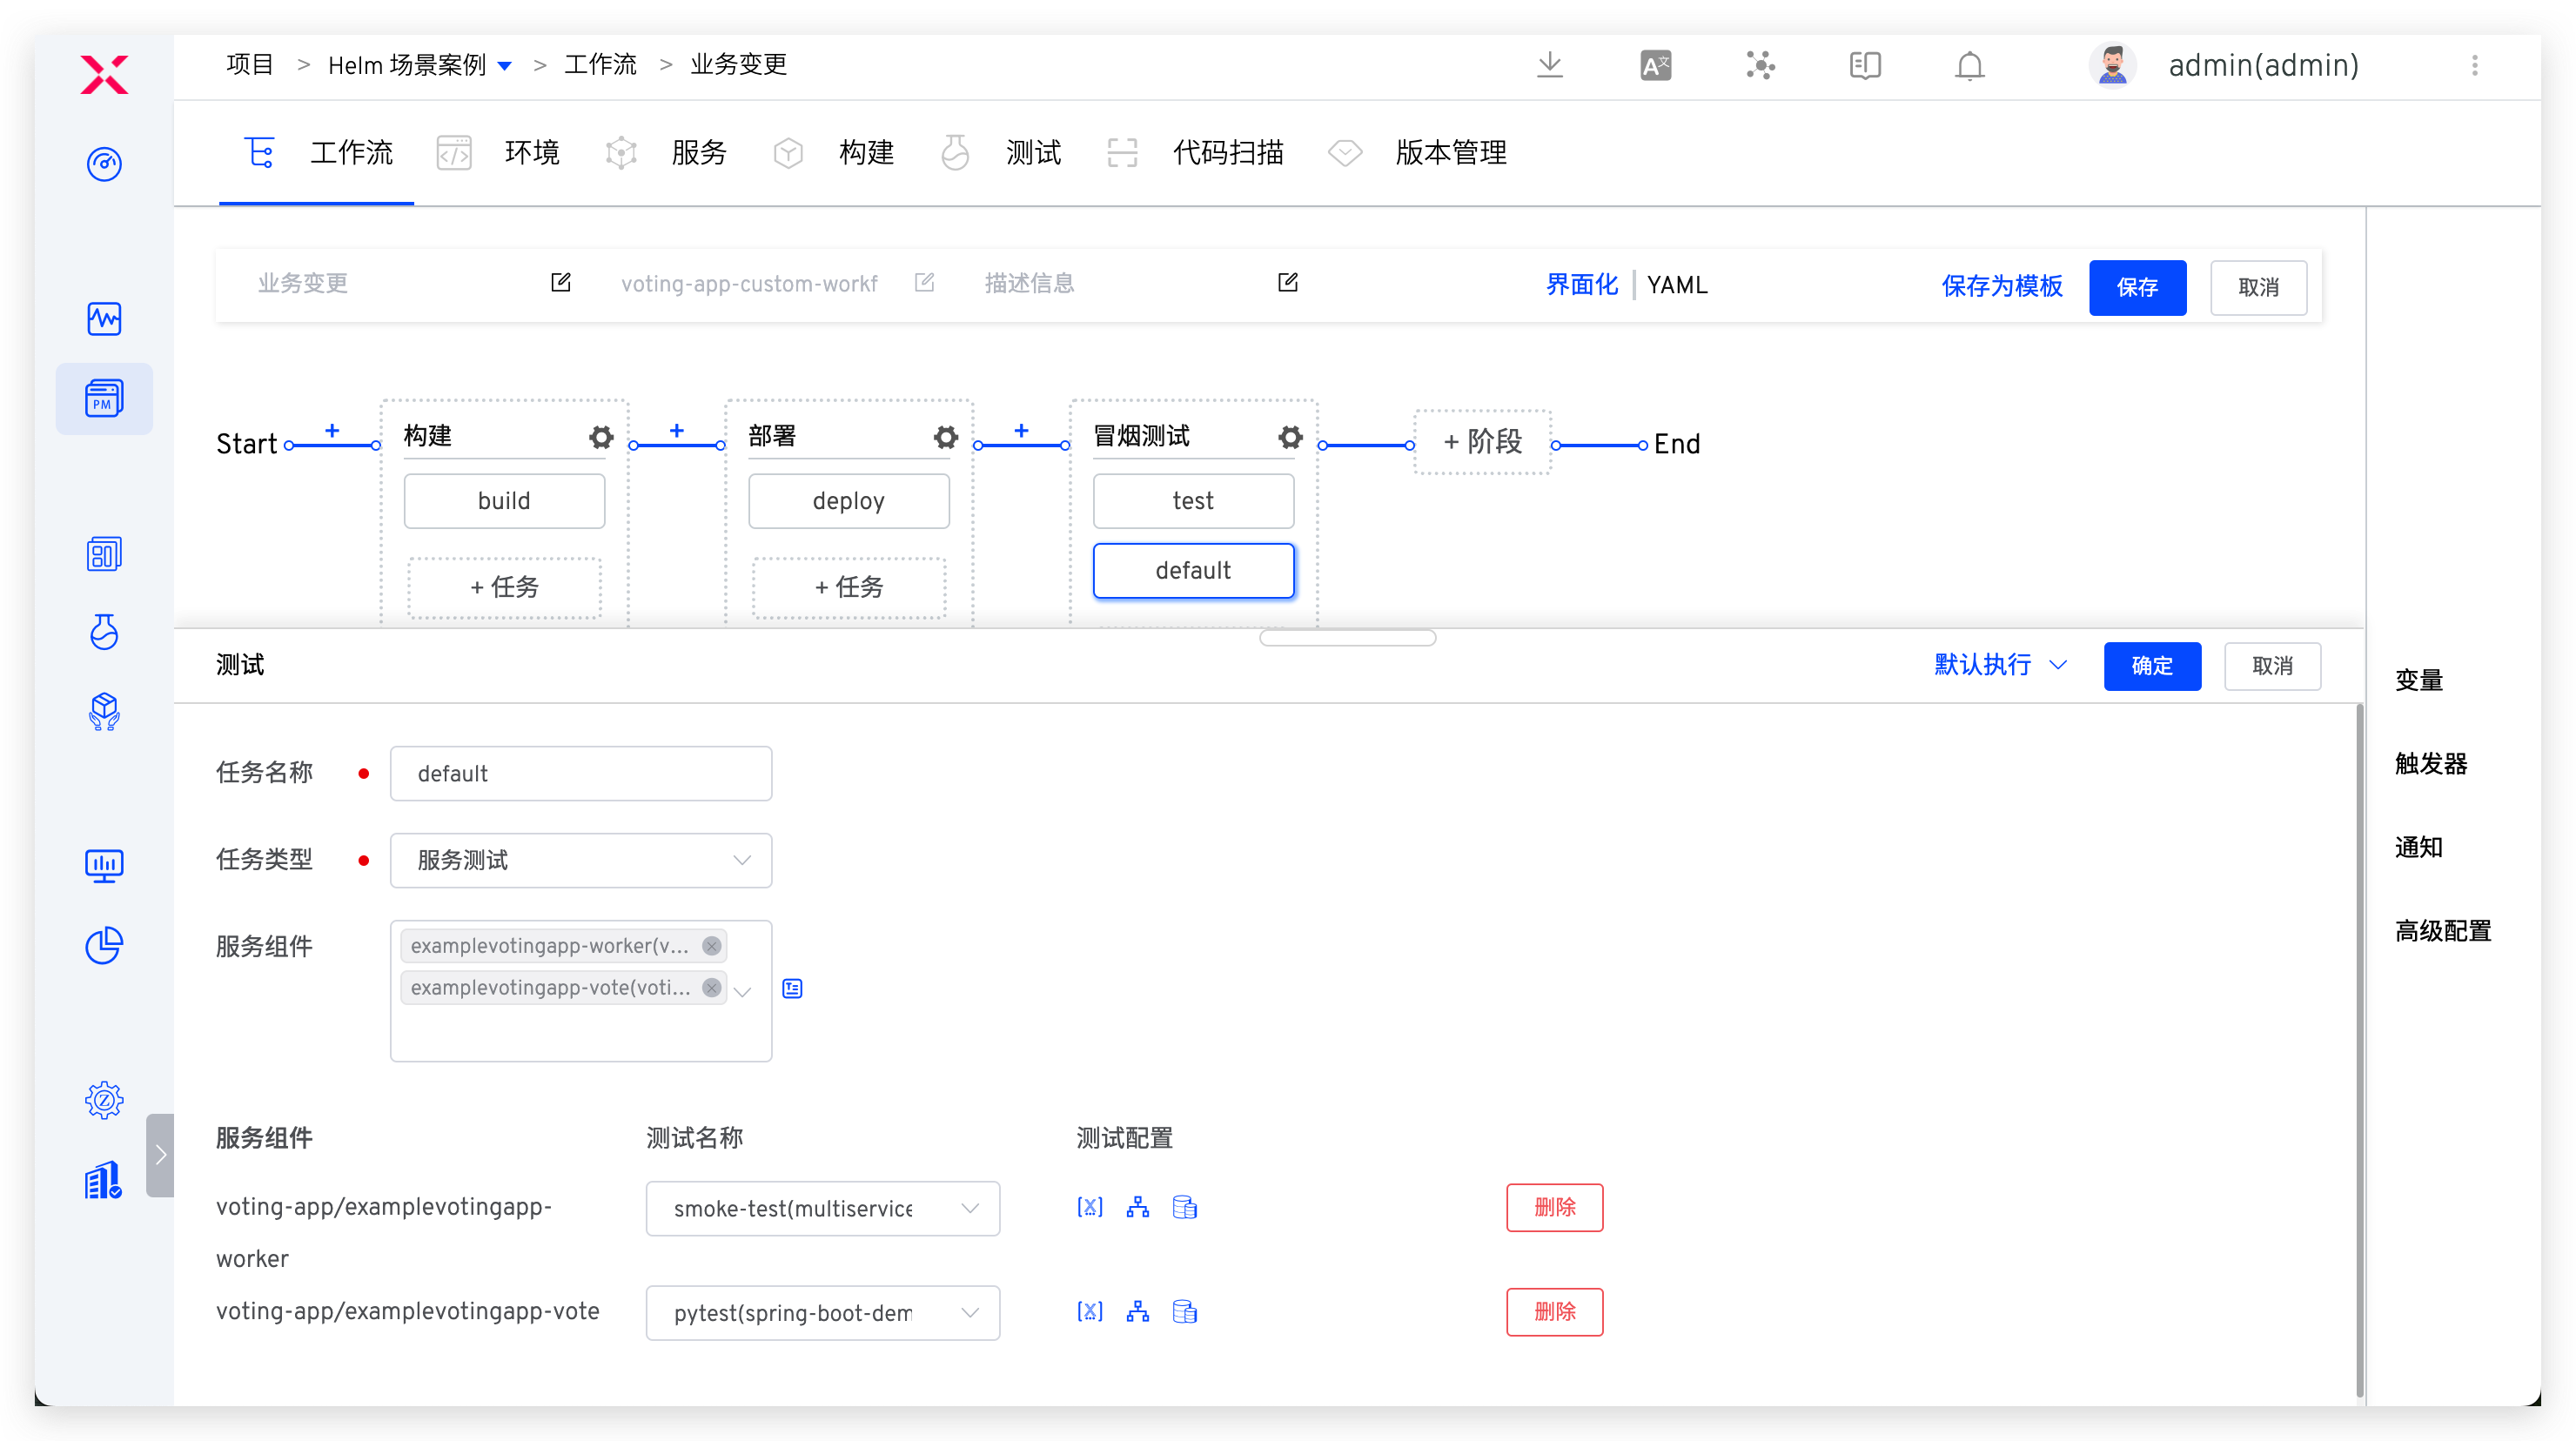 项目 > Helm 场景案例 > 工作流 > 业务变更
admin(admin)
工作流 环境 服务 构建 测试 代码扫描 版本管理
PM
业务变更 voting-app-custom-workf 描述信息 界面化 YAML 保存为模板 保存 取消
Start + 构建 + 部署 + 冒烟测试 + 阶段 End
build deploy test
default
+ 任务 + 任务
测试 默认执行 确定 取消
变量
触发器
通知
高级配置
任务名称 default
任务类型 服务测试
服务组件 examplevotingapp-worker(v...
examplevotingapp-vote(voti...
服务组件 测试名称 测试配置
voting-app/examplevotingapp-
worker
smoke-test(multiservice 删除
voting-app/examplevotingapp-vote pytest(spring-boot-dem 删除